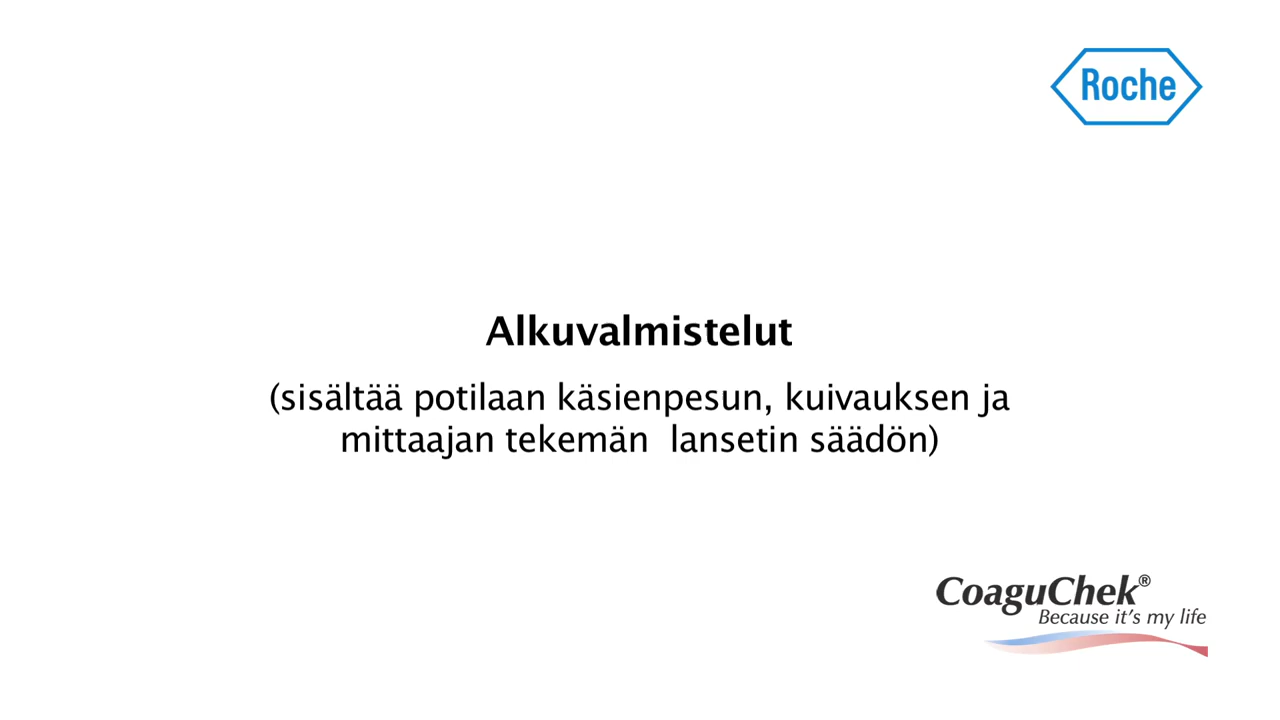 Roche
Alkuvalmistelut
(sisältää potilaan käsienpesun, kuivauksen ja
mittaajan tekemän  lansetin säädön)
CoaguChek®
Because it's my life